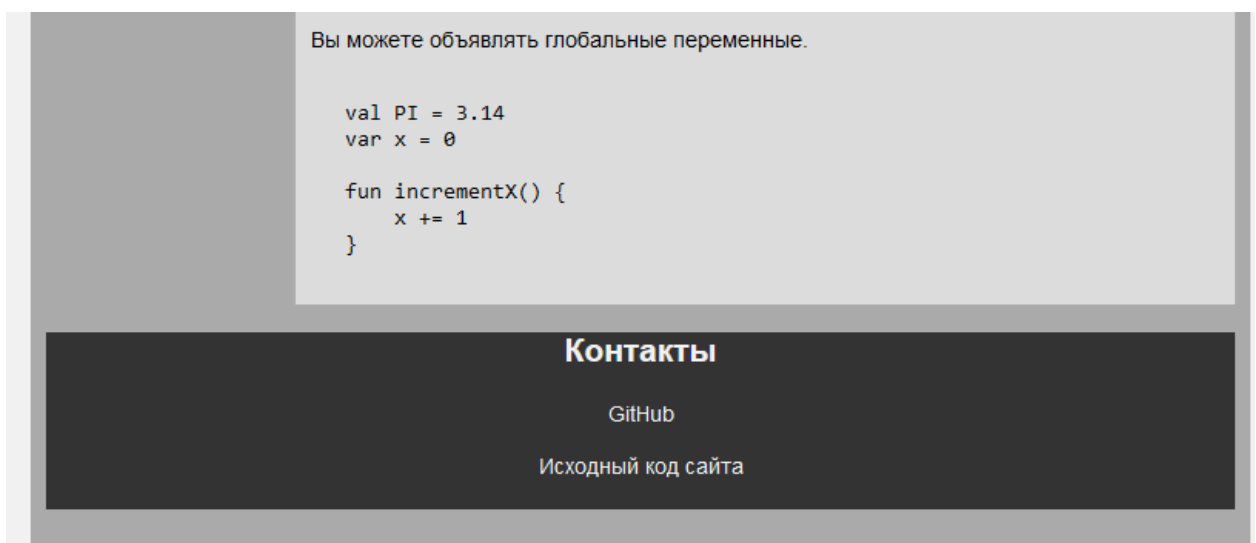 Вы можете объявлять глобальные переменные.
val PI = 3.14
var x = 0
fun incrementX() {
    x += 1
}
Контакты
GitHub
Исходный код сайта